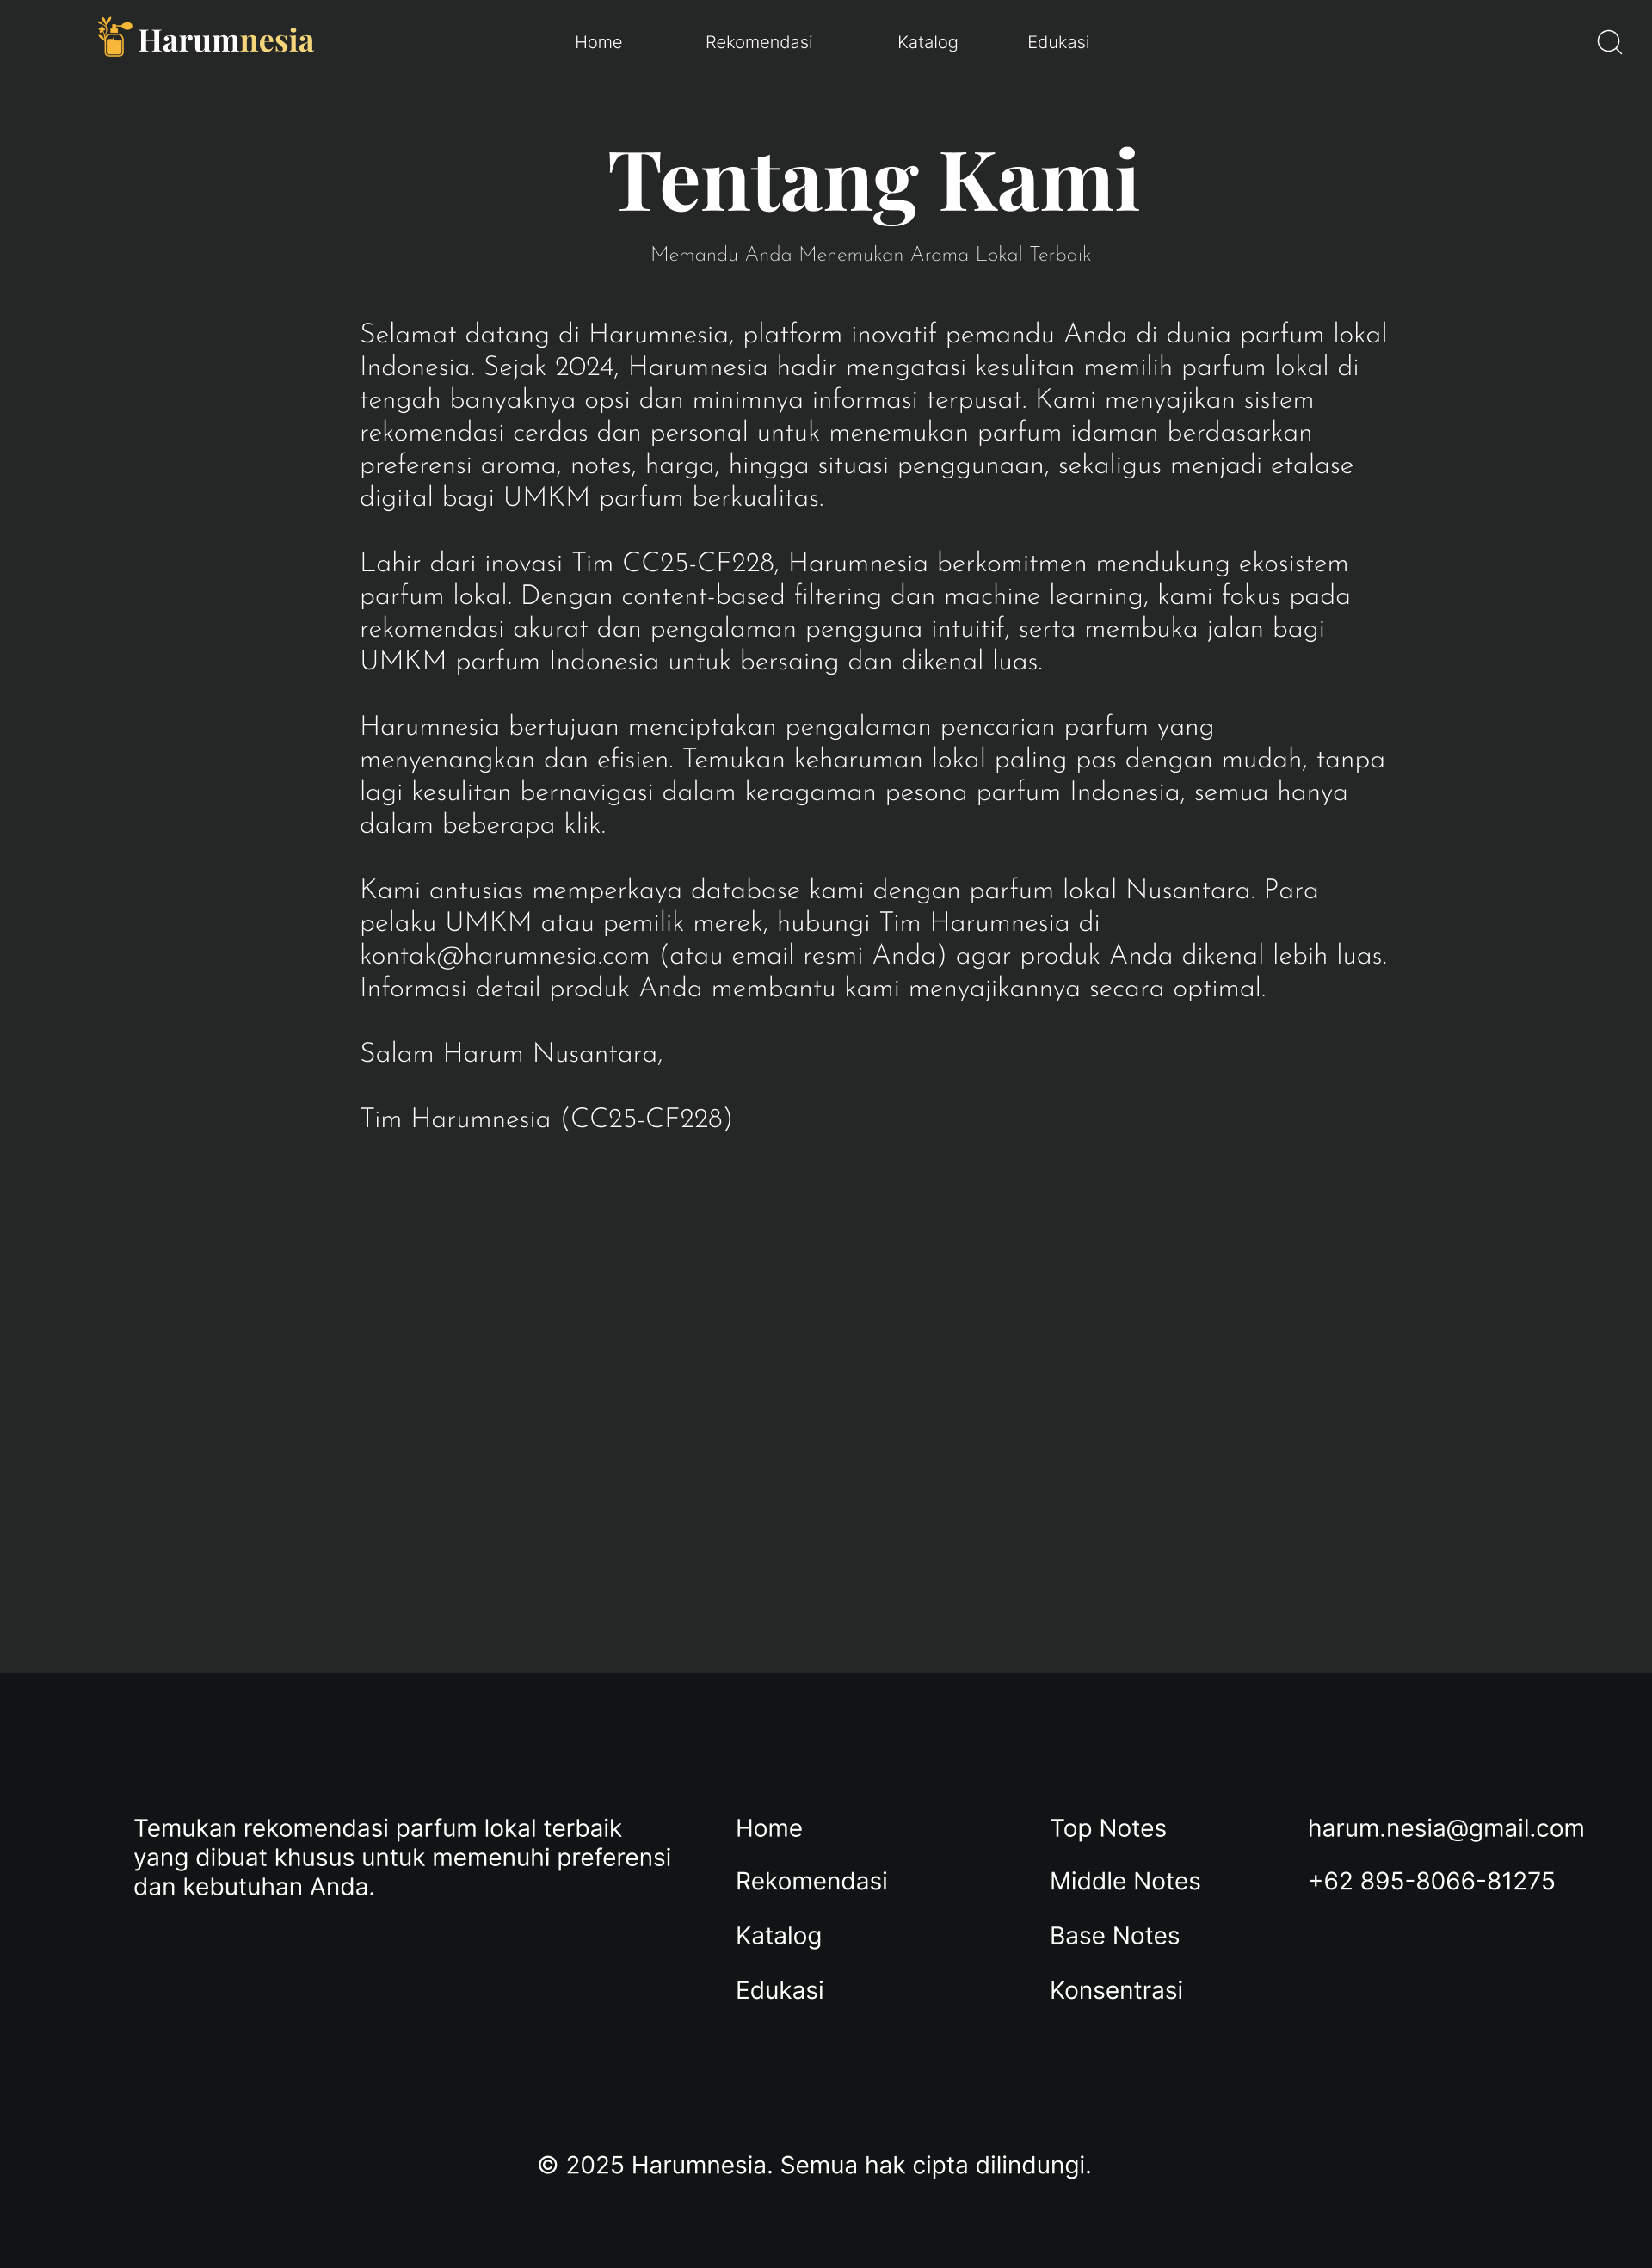 Harumnesia
Home
Rekomendasi
Katalog
Edukasi
Tentang Kami
Memandu Anda Menemukan Aroma Lokal Terbaik
Selamat datang di Harumnesia, platform inovatif pemandu Anda di dunia parfum lokal
Indonesia. Sejak 2024, Harumnesia hadir mengatasi kesulitan memilih parfum lokal di
tengah banyaknya opsi dan minimnya informasi terpusat. Kami menyajikan sistem
rekomendasi cerdas dan personal untuk menemukan parfum idaman berdasarkan
preferensi aroma, notes, harga, hingga situasi penggunaan, sekaligus menjadi etalase
digital bagi UMKM parfum berkualitas.
Lahir dari inovasi Tim CC25-CF228, Harumnesia berkomitmen mendukung ekosistem
parfum lokal. Dengan content-based filtering dan machine learning, kami fokus pada
rekomendasi akurat dan pengalaman pengguna intuitif, serta membuka jalan bagi
UMKM parfum Indonesia untuk bersaing dan dikenal luas.
Harumnesia bertujuan menciptakan pengalaman pencarian parfum yang
menyenangkan dan efisien. Temukan keharuman lokal paling pas dengan mudah, tanpa
lagi kesulitan bernavigasi dalam keragaman pesona parfum Indonesia, semua hanya
dalam beberapa klik.
Kami antusias memperkaya database kami dengan parfum lokal Nusantara. Para
pelaku UMKM atau pemilik merek, hubungi Tim Harumnesia di
kontak@harumnesia.com (atau email resmi Anda) agar produk Anda dikenal lebih luas.
Informasi detail produk Anda membantu kami menyajikannya secara optimal.
Salam Harum Nusantara,
Tim Harumnesia (CC25-CF228)
Temukan rekomendasi parfum lokal terbaik
yang dibuat khusus untuk memenuhi preferensi
dan kebutuhan Anda.
Home
Rekomendasi
Katalog
Edukasi
Top Notes
Middle Notes
Base Notes
Konsentrasi
harum.nesia@gmail.com
+62 895-8066-81275
© 2025 Harumnesia. Semua hak cipta dilindungi.